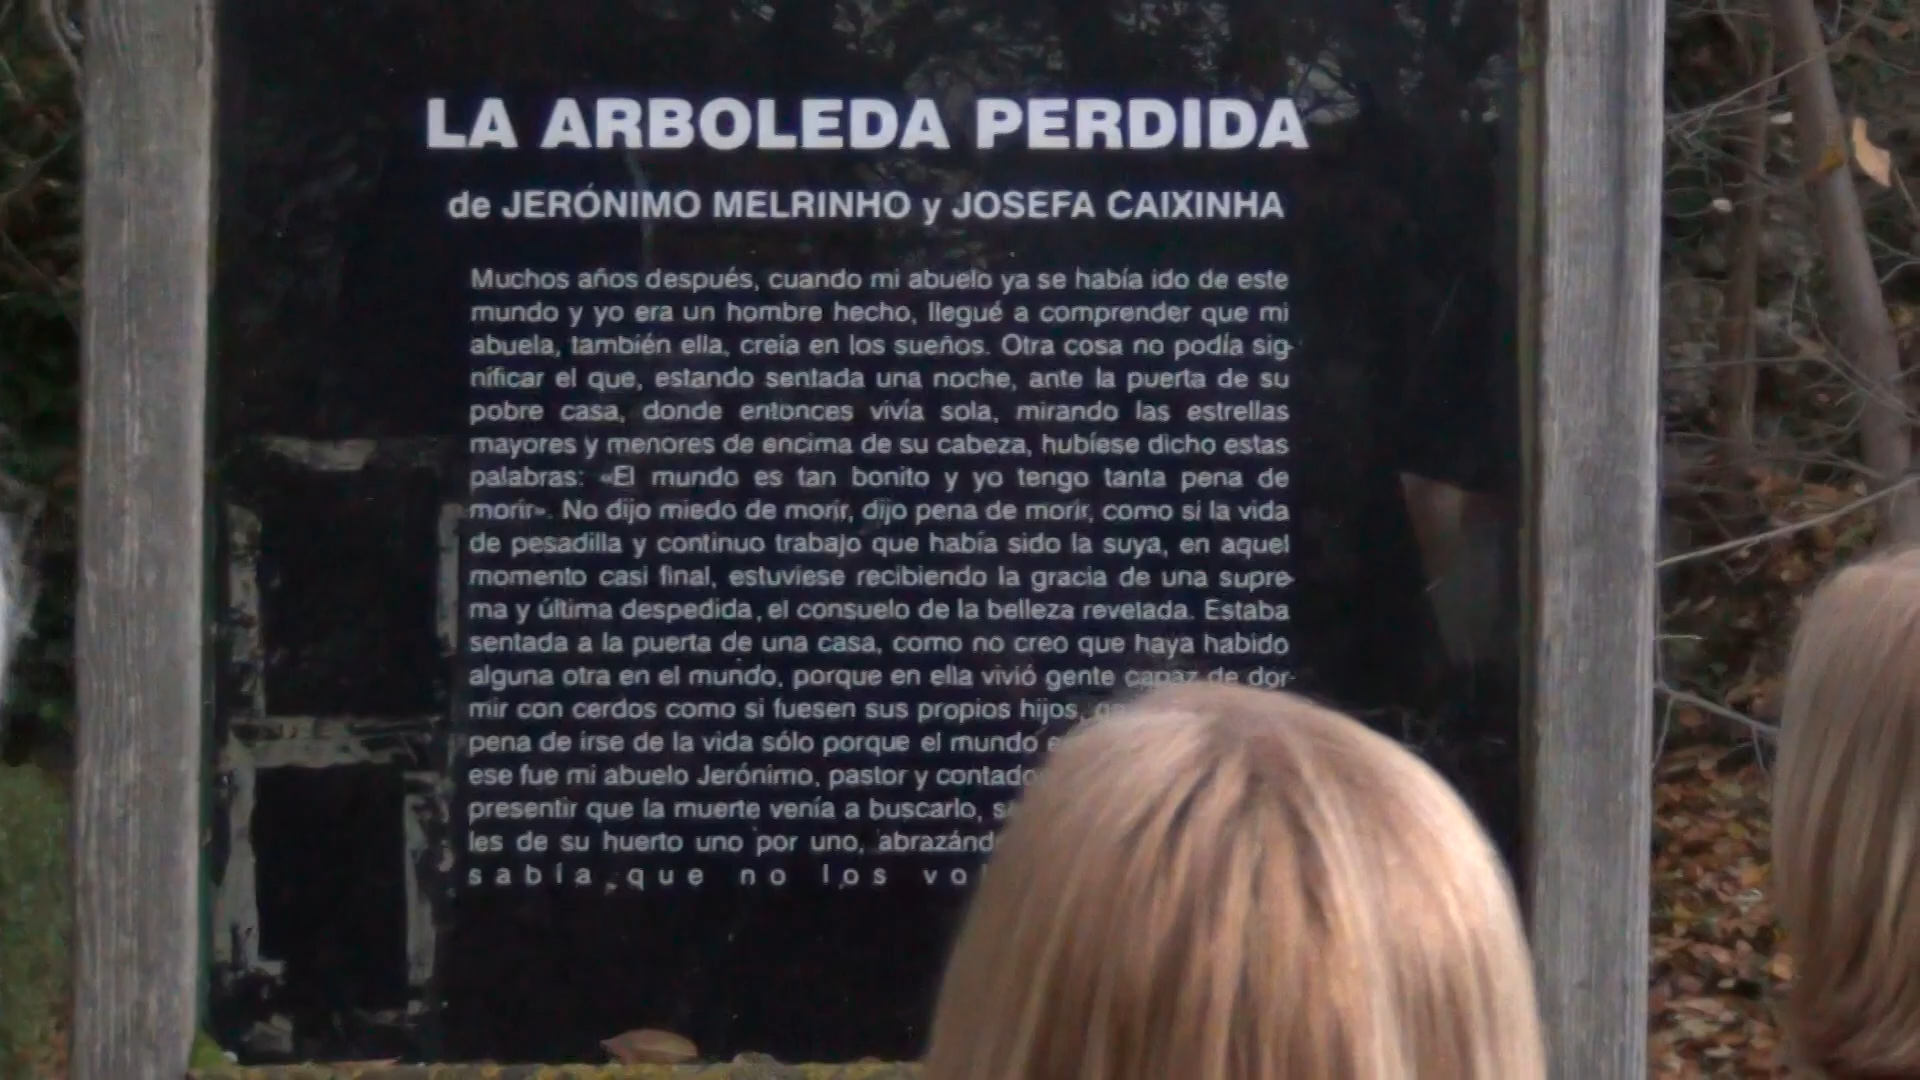 LA ARBOLEDA PERDIDA
de JERÓNIMO MELRINHO y JOSEFA CAIXINHA
Muchos años después, cuando mi abuelo ya se había ido de este
mundo y yo era un hombre hecho, llegué a comprender que mi
abuela, también ella, creía en los sueños. Otra cosa no podía sig-
nificar el que, estando sentada una noche, ante la puerta de su
pobre casa, donde entonces vivía sola, mirando las estrellas
mayores y menores de encima de su cabeza, hubiese dicho estas
palabras: «El mundo es tan bonito y yo tengo tanta pena de
morir». No dijo miedo de morir, dijo pena de morir, como si la vida
de pesadilla y continuo trabajo que había sido la suya, en aquel
momento casi final, estuviese recibiendo la gracia de una supre-
ma y última despedida, el consuelo de la belleza revelada. Estaba
sentada a la puerta de una casa, como no creo que haya habido
alguna otra en el mundo, porque en ella vivió gente capaz de dor-
mir con cerdos como si fuesen sus propios hijos,
pena de irse de la vida sólo porque el mundo
ese fue mi abuelo Jerónimo, pastor y
presentir que la muerte venía a buscarlo,
les de su huerto uno por uno,
sabía que no los